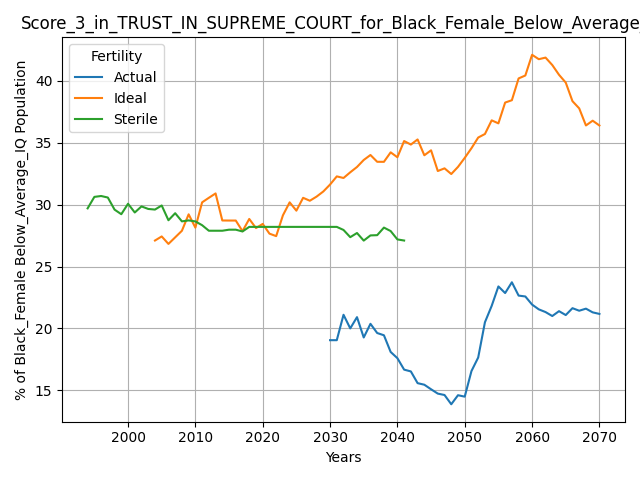 Score_3_in_TRUST_IN_SUPREME_COURT_for_Black_Female_Below_Average_
Fertility
Actual
Ideal
Sterile
% of Black_Female Below_Average_IQ Population
40
35
30
25
20
15
2000 2010 2020 2030 2040 2050 2060 2070
Years